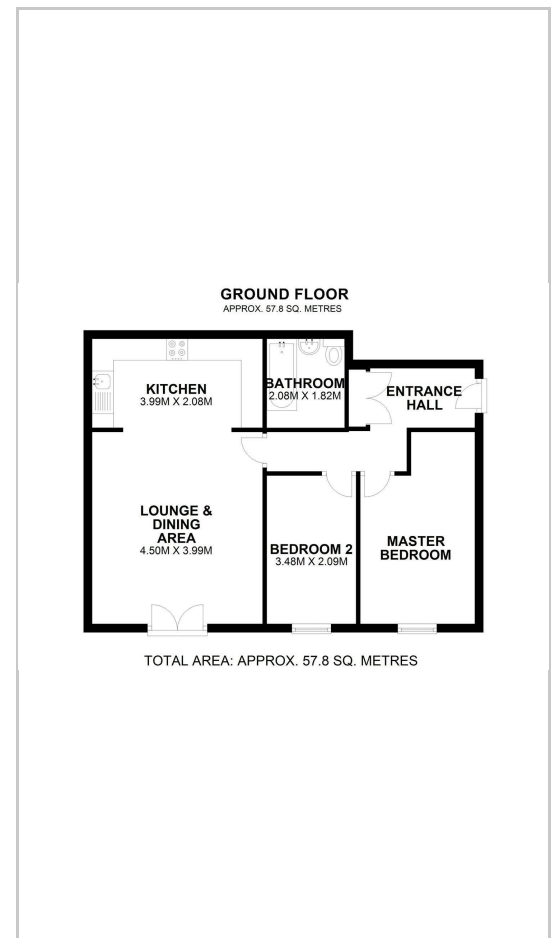 GROUND FLOOR
APPROX. 57.8 SQ. METRES
KITCHEN
3.99M X 2.08M
BATHROOM
2.08M X 1.82M
ENTRANCE
HALL
LOUNGE &
DINING
AREA
4.50M X 3.99M
BEDROOM 2
3.48M X 2.09M
MASTER
BEDROOM
TOTAL AREA: APPROX. 57.8 SQ. METRES